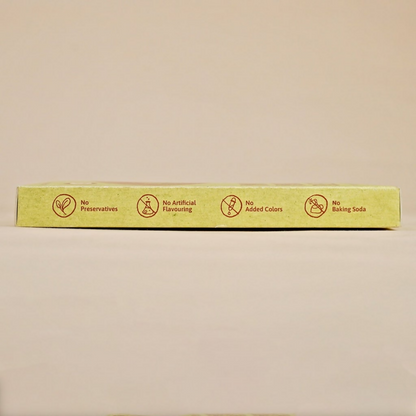 No
Preservatives
No Artificial
Flavouring
No
Added Colors
No
Baking Soda